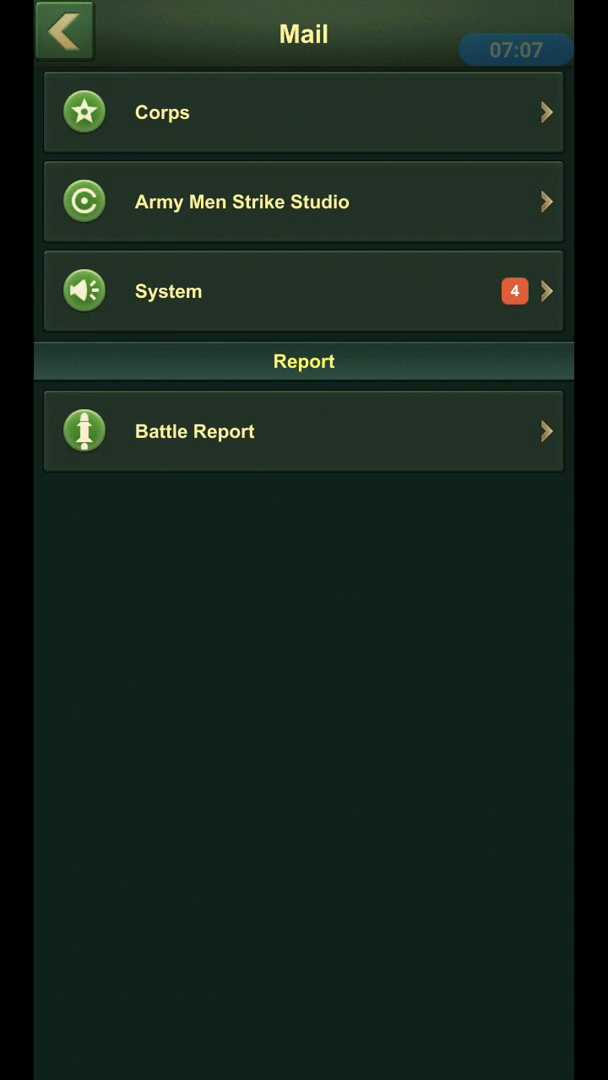 Mail
07:07
Corps
Army Men Strike Studio
System
4
Report
Battle Report